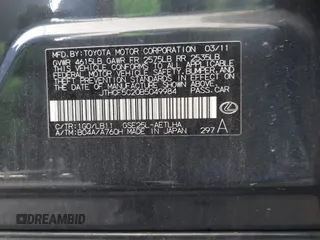 MFD. BY: TOYOTA MOTOR CORPORATION 03/11
GVWR 4615LB GAWR FR 2575LB RR 2535LB
THIS VEHICLE CONFORMS TO ALL APPLICABLE
FEDERAL MOTOR VEHICLE SAFETY, BUMPER, AND
THEFT PREVENTION STANDARDS IN EFFECT ON
THE DATE OF MANUFACTURE SHOWN ABOVE.
JTHCF5C20B5049984 PASS. CAR
C/TR: 1G0/LB11 GSE25L-AETLHA
A/TM: B04A/A760H MADE IN JAPAN 297 A
DREAMBID